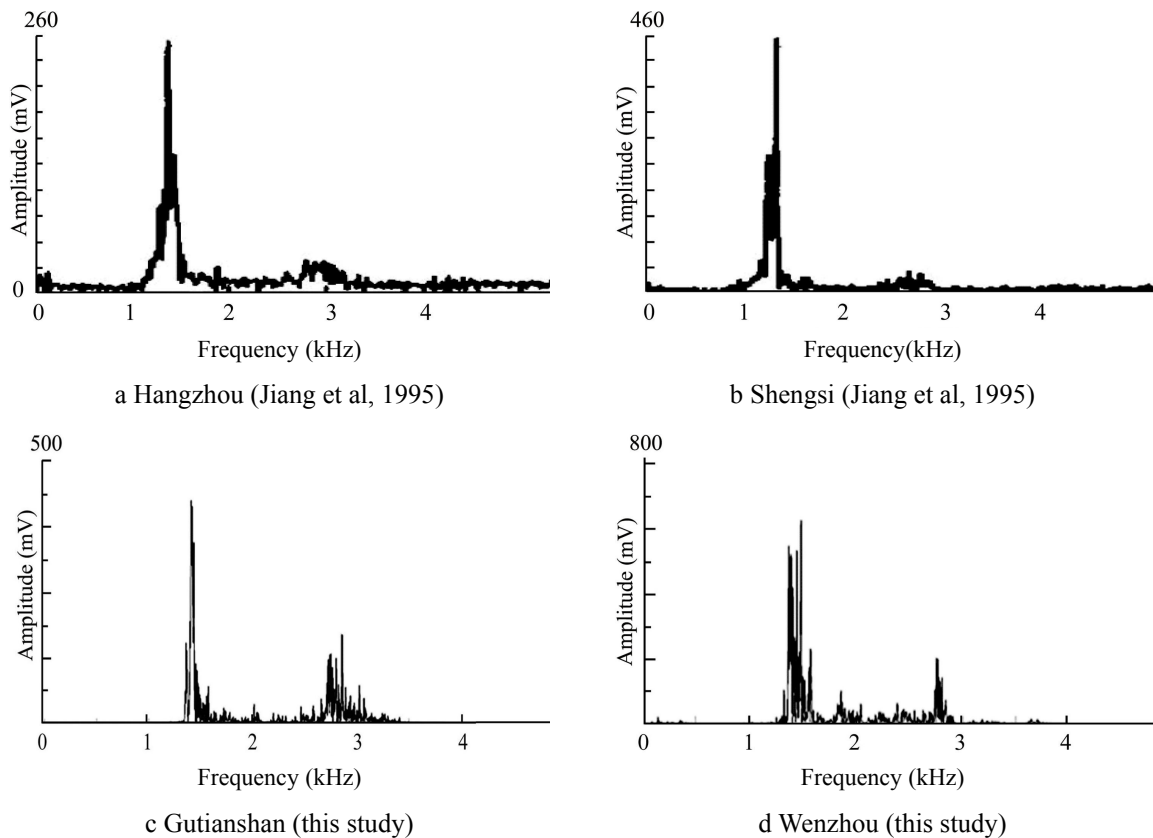 260
Amplitude (mV)
0
0 1 2 3 4
Frequency (kHz)
a Hangzhou (Jiang et al, 1995)
460
Amplitude (mV)
0 1 2 3 4
Frequency(kHz)
b Shengsi (Jiang et al, 1995)
500
Amplitude (mV)
0 1 2 3 4
Frequency (kHz)
c Gutianshan (this study)
800
Amplitude (mV)
0 1 2 3 4
Frequency (kHz)
d Wenzhou (this study)